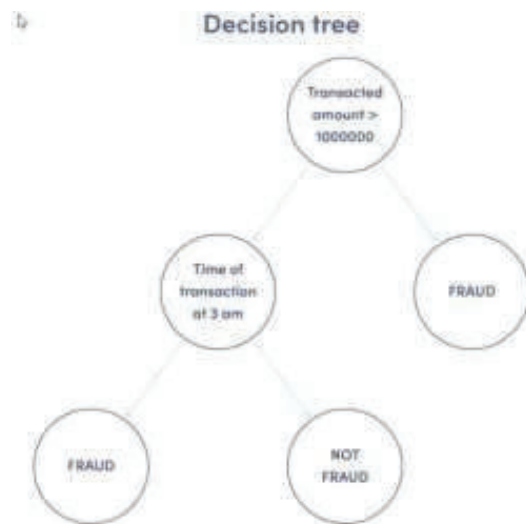 Decision tree
Transacted
amount >
1000000
Time of
transaction
at 3 am
FRAUD
FRAUD
NOT
FRAUD